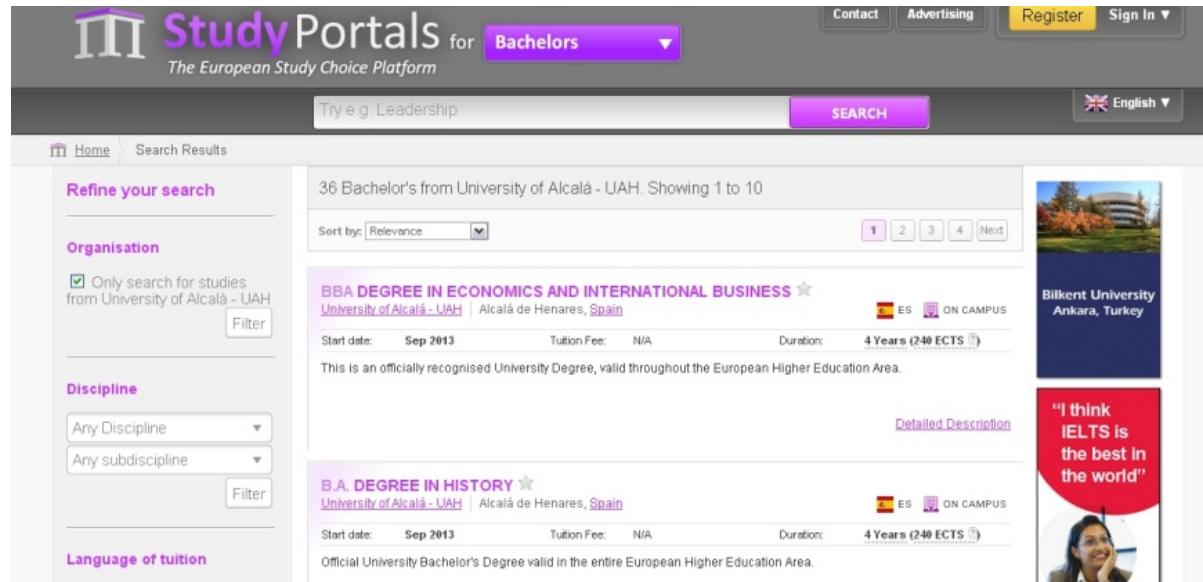 Contact
Advertising
Register
Sign In
StudyPortals for Bachelors
The European Study Choice Platform
Try e.g. Leadership
SEARCH
English
Home
Search Results
Refine your search
Organisation
Only search for studies
from University of Alcalá - UAH
Filter
Discipline
Any Discipline
Any subdiscipline
Filter
Language of tuition
36 Bachelor's from University of Alcalá - UAH. Showing 1 to 10
Sort by: Relevance
1 2 3 4 Next
BBA DEGREE IN ECONOMICS AND INTERNATIONAL BUSINESS
University of Alcalá - UAH Alcalá de Henares, Spain
ES ON CAMPUS
Start date: Sep 2013 Tuition Fee: N/A Duration: 4 Years (240 ECTS ?)
This is an officially recognised University Degree, valid throughout the European Higher Education Area.
Detailed Description
B.A. DEGREE IN HISTORY
University of Alcalá - UAH Alcalá de Henares, Spain
ES ON CAMPUS
Start date: Sep 2013 Tuition Fee: N/A Duration: 4 Years (240 ECTS ?)
Official University Bachelor's Degree valid in the entire European Higher Education Area.
Bilkent University
Ankara, Turkey
“I think
IELTS is
the best in
the world”